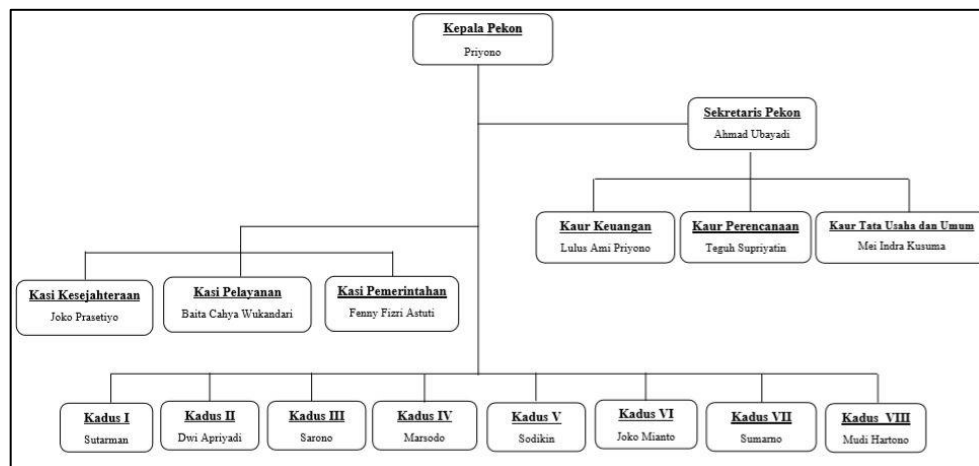 Kepala Pekon
Priyono
Sekretaris Pekon
Ahmad Ubayadi
Kaur Keuangan
Lulus Ami Priyono
Kaur Perencanaan
Teguh Supriyatin
Kaur Tata Usaha dan Umum
Mei Indra Kusuma
Kasi Kesejahteraan
Joko Prasetiyo
Kasi Pelayanan
Baita Cahya Wukandari
Kasi Pemerintahan
Fenny Fizri Astuti
Kadus I
Sutarman
Kadus II
Dwi Apriyadi
Kadus III
Sarono
Kadus IV
Marsodo
Kadus V
Sodikin
Kadus VI
Joko Mianto
Kadus VII
Sumarno
Kadus VIII
Mudi Hartono